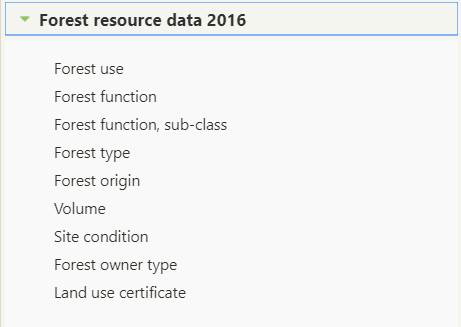 Forest resource data 2016
Forest use
Forest function
Forest function, sub-class
Forest type
Forest origin
Volume
Site condition
Forest owner type
Land use certificate